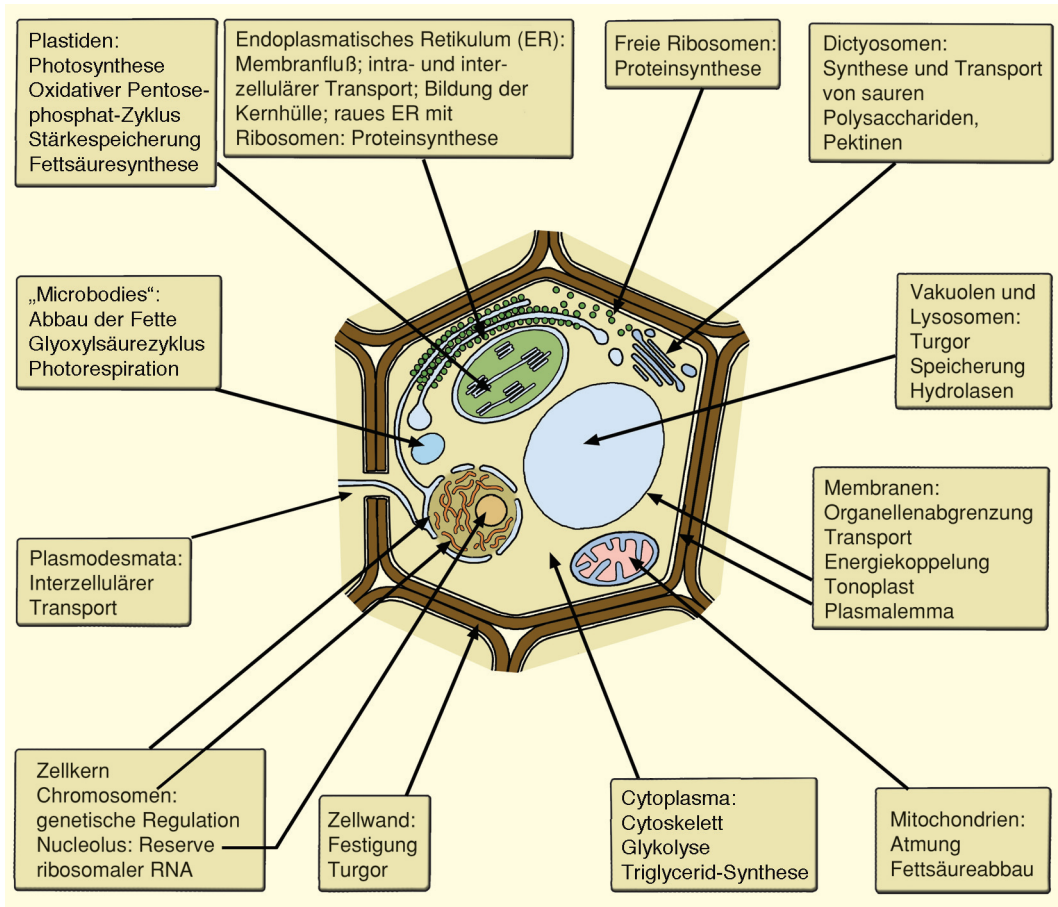 Plastiden:
Photosynthese
Oxidativer Pentose-
phosphat-Zyklus
Stärkespeicherung
Fettsäuresynthese
Endoplasmatisches Retikulum (ER):
Membranfluß; intra- und inter-
zellulärer Transport; Bildung der
Kernhülle; raues ER mit
Ribosomen: Proteinsynthese
Freie Ribosomen:
Proteinsynthese
Dictyosomen:
Synthese und Transport
von sauren
Polysacchariden,
Pektinen
„Microbodies“:
Abbau der Fette
Glyoxylsäurezyklus
Photorespiration
Vakuolen und
Lysosomen:
Turgor
Speicherung
Hydrolasen
Plasmodesmata:
Interzellulärer
Transport
Membranen:
Organellenabgrenzung
Transport
Energiekoppelung
Tonoplast
Plasmalemma
Zellkern
Chromosomen:
genetische Regulation
Nucleolus: Reserve
ribosomaler RNA
Zellwand:
Festigung
Turgor
Cytoplasma:
Cytoskelett
Glykolyse
Triglycerid-Synthese
Mitochondrien:
Atmung
Fettsäureabbau